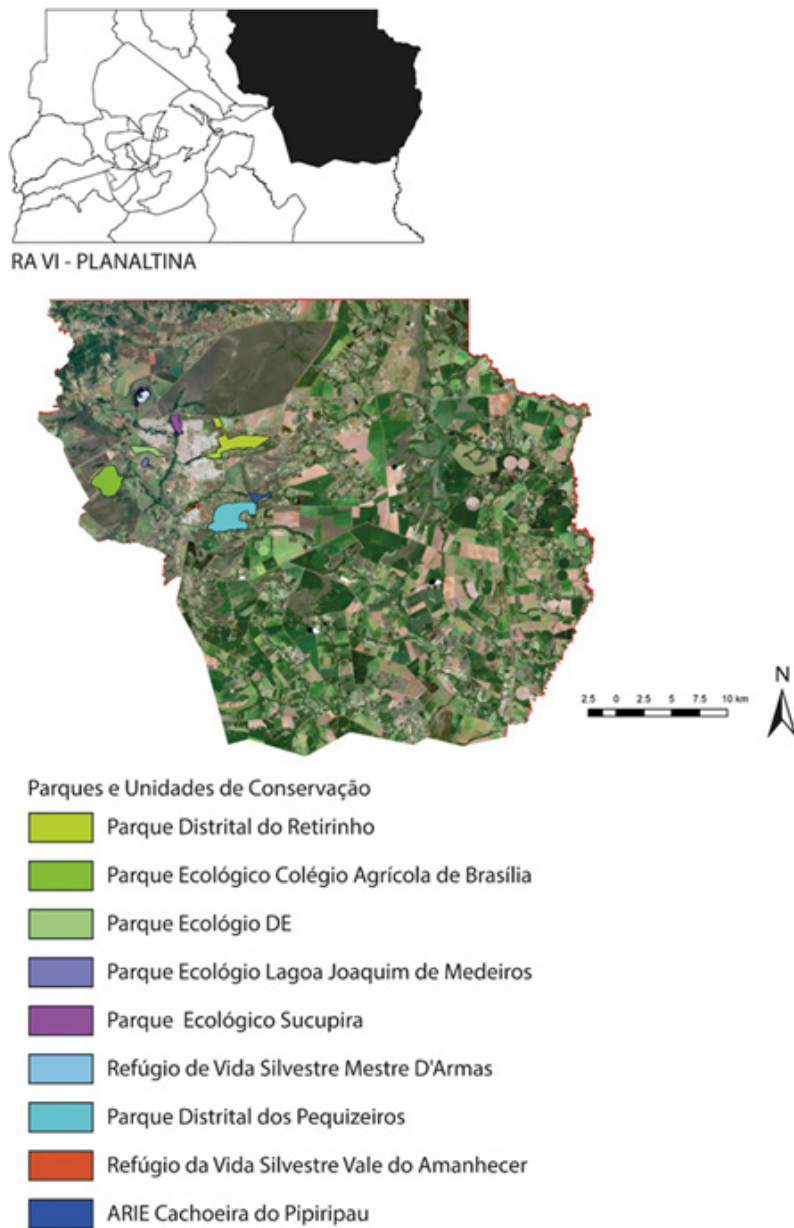 RA VI - PLANALTINA
N
2.5 0 2.5 5 7.5 10 km
Parques e Unidades de Conservação
Parque Distrital do Retirinho
Parque Ecológico Colégio Agrícola de Brasília
Parque Ecológio DE
Parque Ecológio Lagoa Joaquim de Medeiros
Parque Ecológico Sucupira
Refúgio de Vida Silvestre Mestre D'Armas
Parque Distrital dos Pequizeiros
Refúgio da Vida Silvestre Vale do Amanhecer
ARIE Cachoeira do Pipiripau